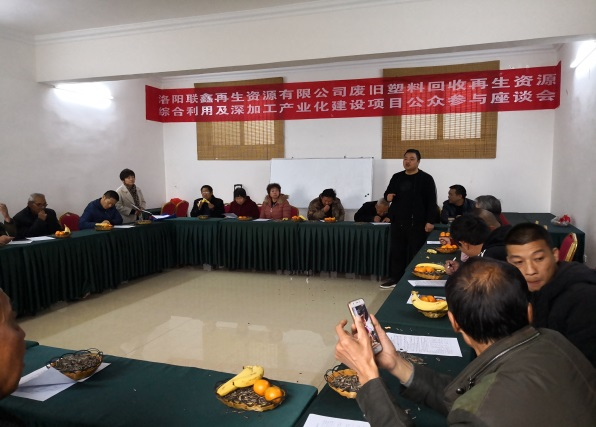 洛阳联鑫再生资源有限公司废旧塑料回收再生资源
综合利用及深加工产业化建设项目公众参与座谈会